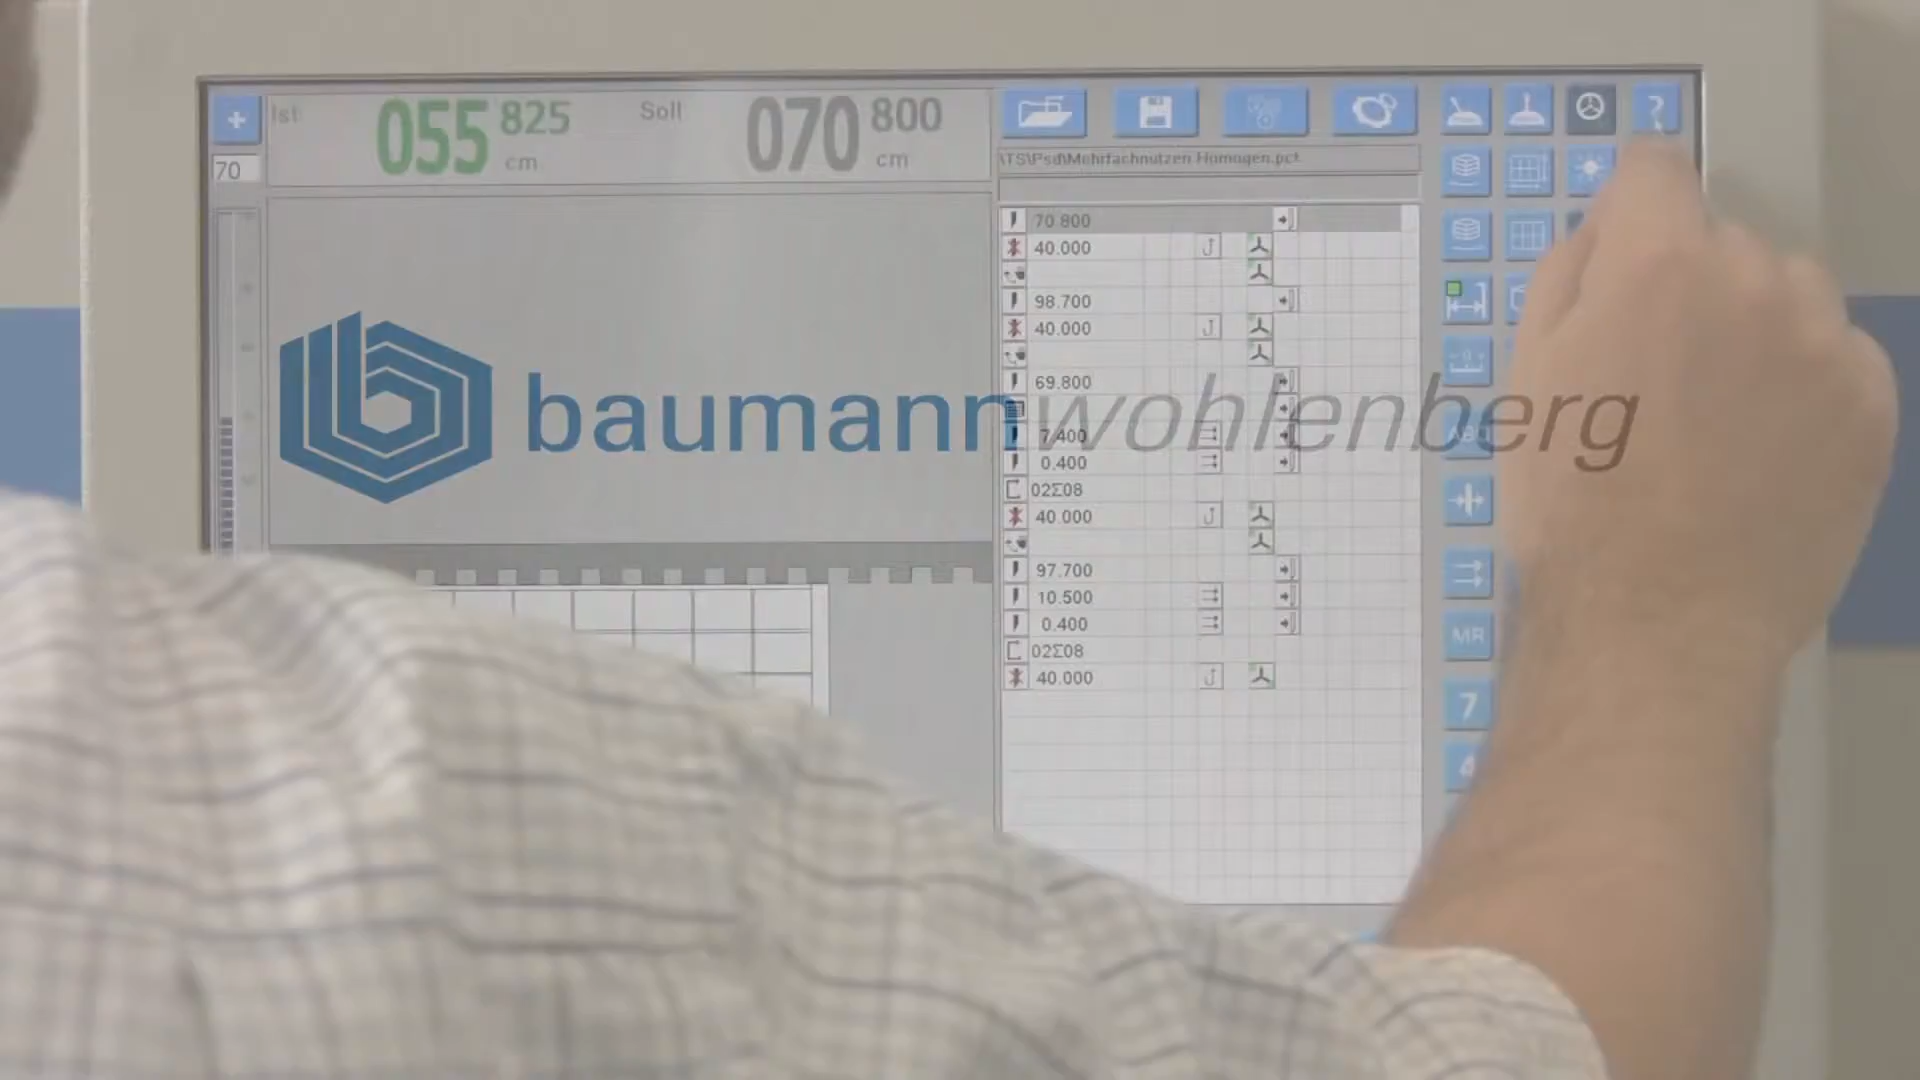 + Ist 055 825 cm Soll 070 800 cm ?
70
\TS\Psd\Mehrfachnutzen Homogen.pct
70.800
40.000
98.700
40.000
69.800
baumannwohlenberg
7.400
0.400
02Σ08
40.000
97.700
10.500
0.400
02Σ08
40.000
MR
7
4